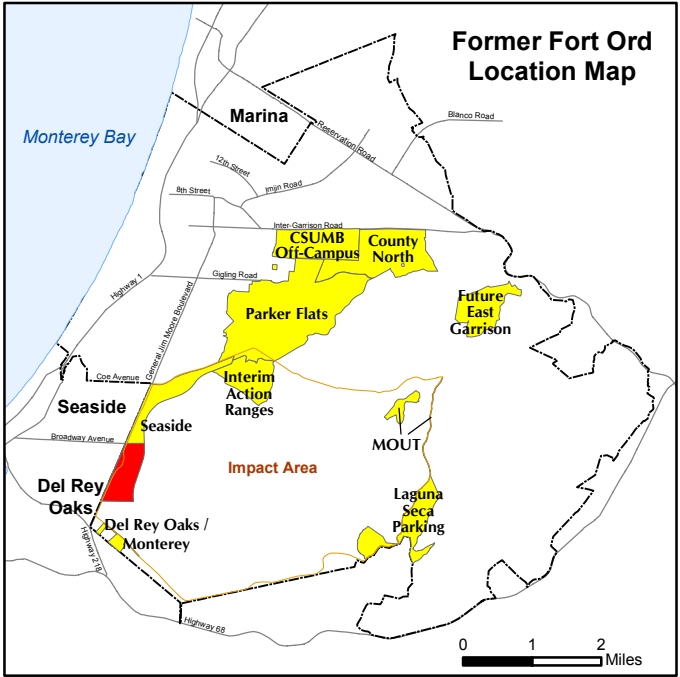 Former Fort Ord
Location Map
Marina
Blanco Road
Reservation Road
Monterey Bay
12th Street
Imjin Road
8th Street
Inter-Garrison Road
CSUMB
Off-Campus
County
North
Gigling Road
Highway 1
General Jim Moore Boulevard
Parker Flats
Future
East
Garrison
Coe Avenue
Interim
Action
Ranges
Seaside
Seaside
Broadway Avenue
MOUT
Impact Area
Del Rey
Oaks
Laguna
Seca
Parking
Del Rey Oaks /
Monterey
Highway 218
Highway 68
0 1 2
Miles